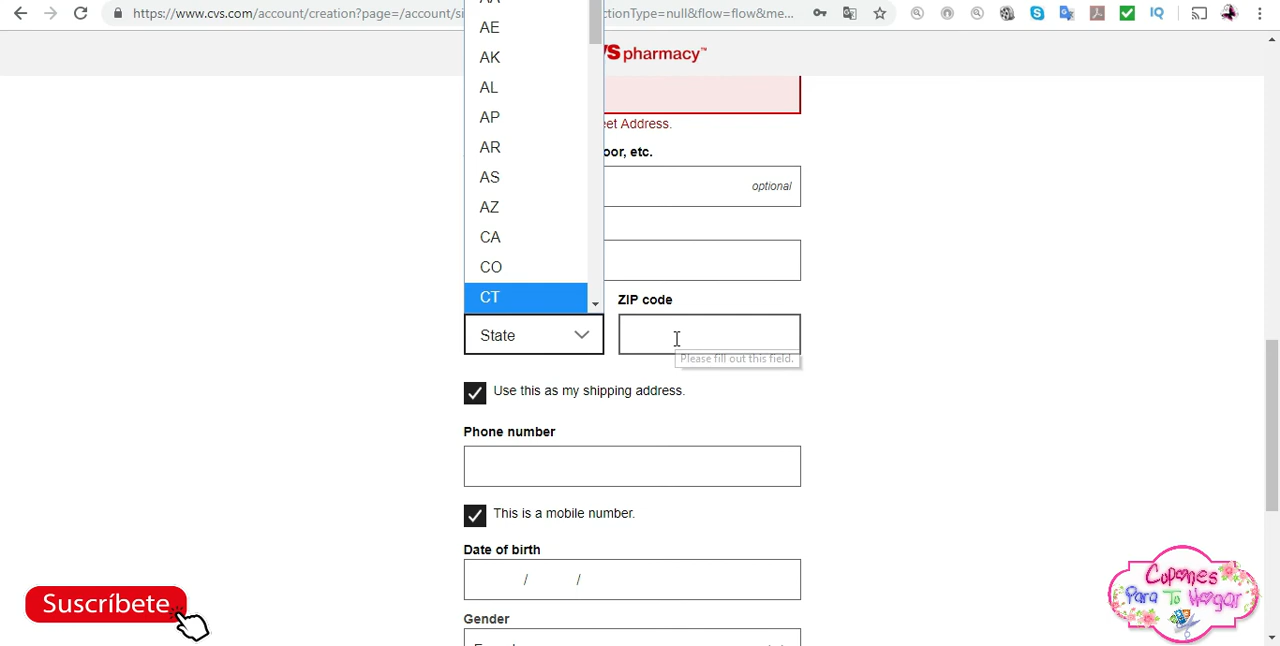 https://www.cvs.com/account/creation?page=/account/si
ctionType=null&flow=flow&me...
IQ
pharmacy™
AE
AK
AL
AP
AR
AS
AZ
CA
CO
CT
eet Address.
oor, etc.
optional
ZIP code
State
Please fill out this field.
Use this as my shipping address.
Phone number
This is a mobile number.
Date of birth
/ /
Gender
Suscríbete
Cupones
Para Tu Hogar